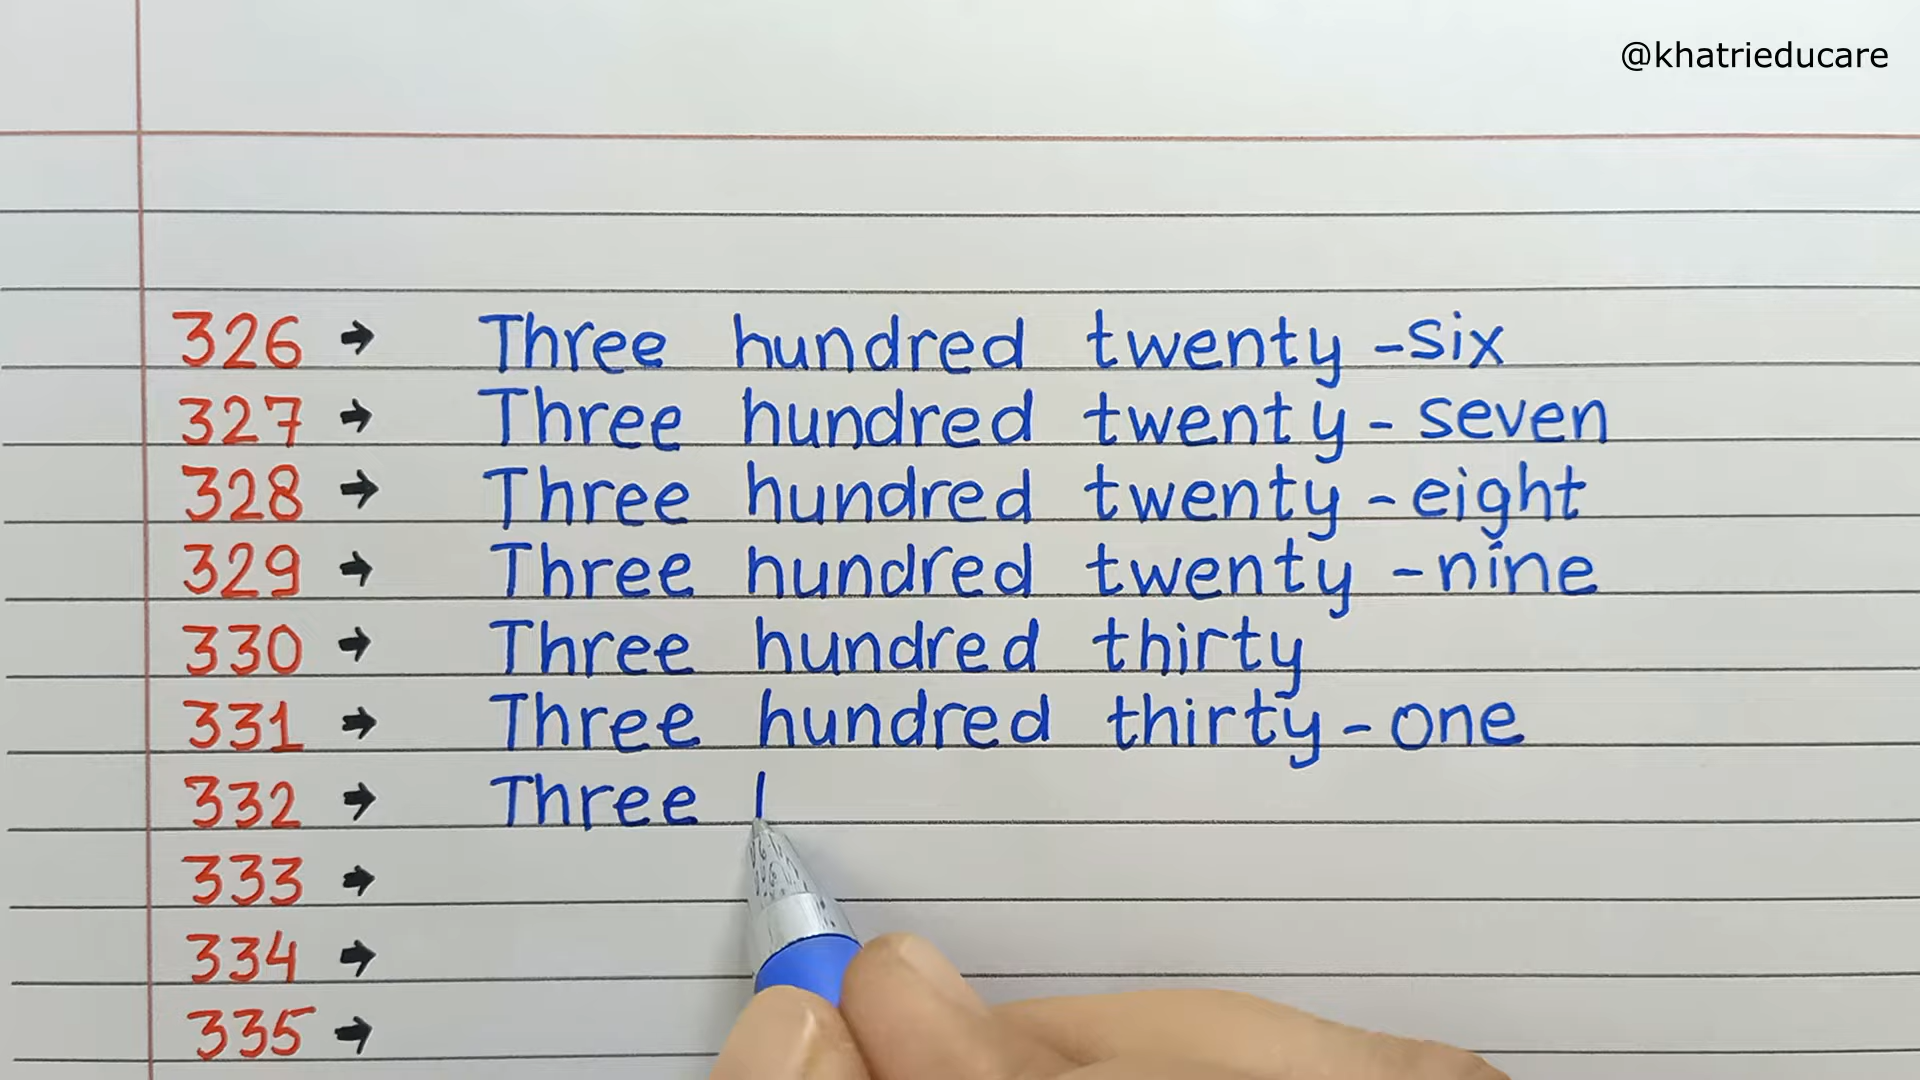 @khatrieducare
326 → Three hundred twenty-six
327 → Three hundred twenty-seven
328 → Three hundred twenty-eight
329 → Three hundred twenty-nine
330 → Three hundred thirty
331 → Three hundred thirty-one
332 → Three
333 →
334 →
335 →